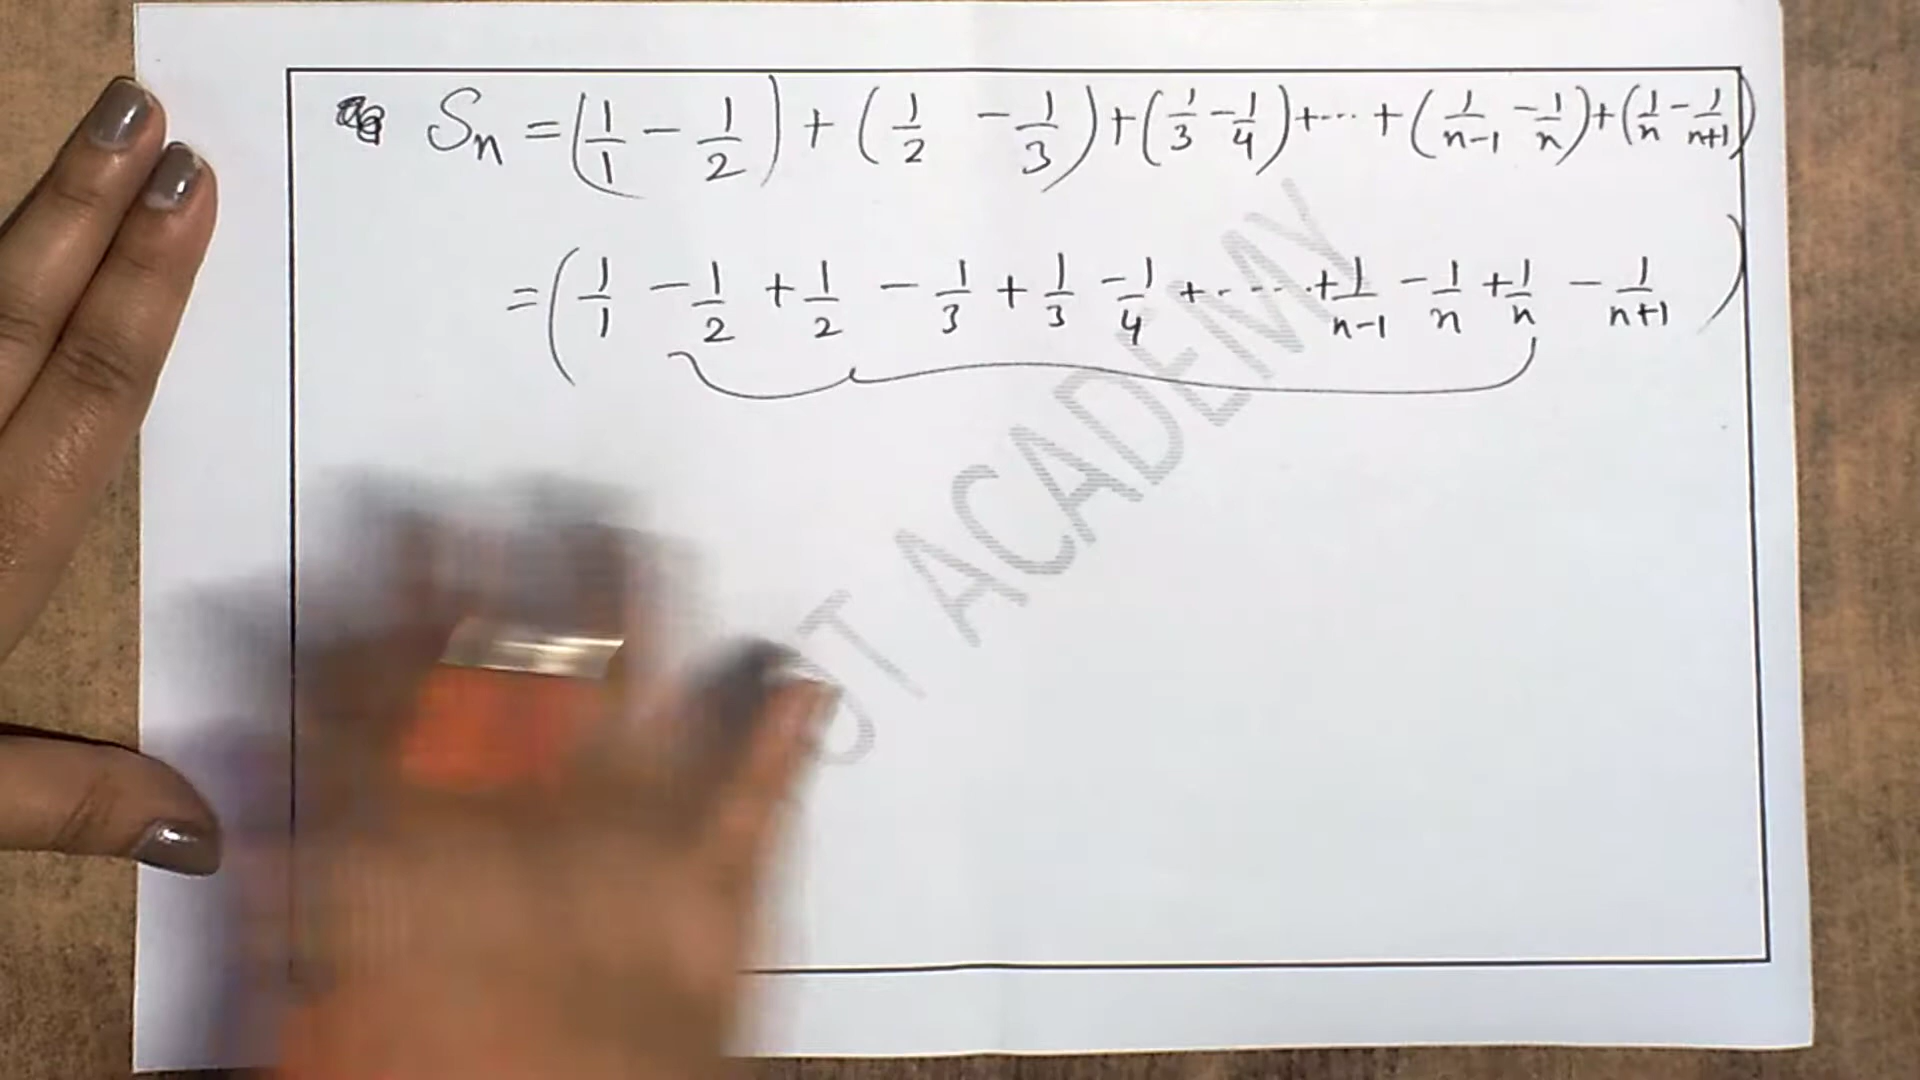 Sn = (1/1 - 1/2) + (1/2 - 1/3) + (1/3 - 1/4) + ... + (1/n-1 - 1/n) + (1/n - 1/n+1)
= (1/1 - 1/2 + 1/2 - 1/3 + 1/3 - 1/4 + .... + 1/n-1 - 1/n + 1/n - 1/n+1)
ACADEMY